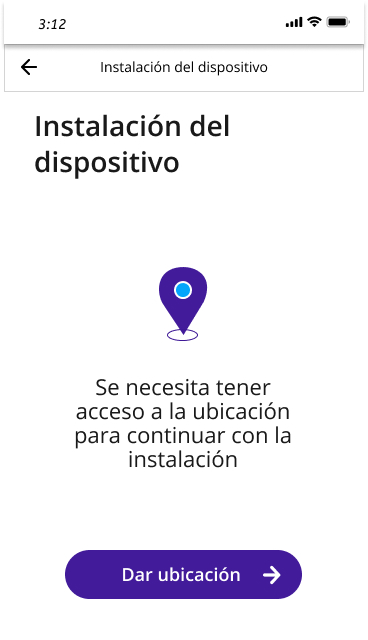 3:12
Instalación del dispositivo
Instalación del
dispositivo
Se necesita tener
acceso a la ubicación
para continuar con la
instalación
Dar ubicación